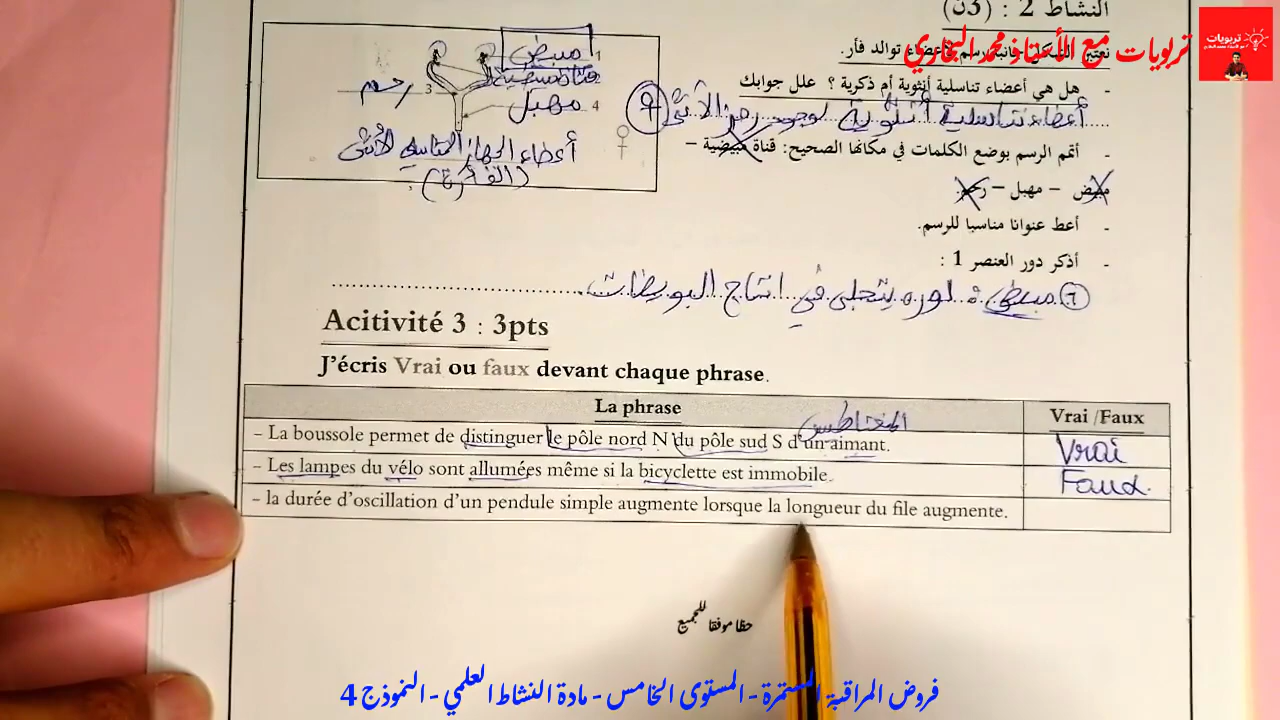 النشاط 2 : (3ن)
تربويات مع الأستاذ محمد البخاري
تربويات
- هل هي أعضاء تناسلية أنثوية أم ذكرية ؟ علل جوابك
أعضاء تناسلية أنثوية لوجود رمز الأنثى ♀
- أتمم الرسم بوضع الكلمات في مكانها الصحيح: قناة مبيضية –
مبيض – مهبل – رحم.
- أعط عنوانا مناسبا للرسم.
- أذكر دور العنصر 1 :
مبيض : دوره يتجلى في انتاج البويضات
مبيض 1
قناة مبيضية
رحم 3
مهبل 4
♀
أعضاء الجهاز التناسلي الأنثى
Acitivité 3 : 3pts
J'écris Vrai ou faux devant chaque phrase.
La phrase
Vrai /Faux
المغناطيس
- La boussole permet de distinguer le pôle nord N du pôle sud S d'un aimant.
Vrai
- Les lampes du vélo sont allumées même si la bicyclette est immobile.
Faux.
- la durée d'oscillation d'un pendule simple augmente lorsque la longueur du file augmente.
حظا موفقا للجميع
فروض المراقبة المستمرة - المستوى الخامس - مادة النشاط العلمي - النموذج 4